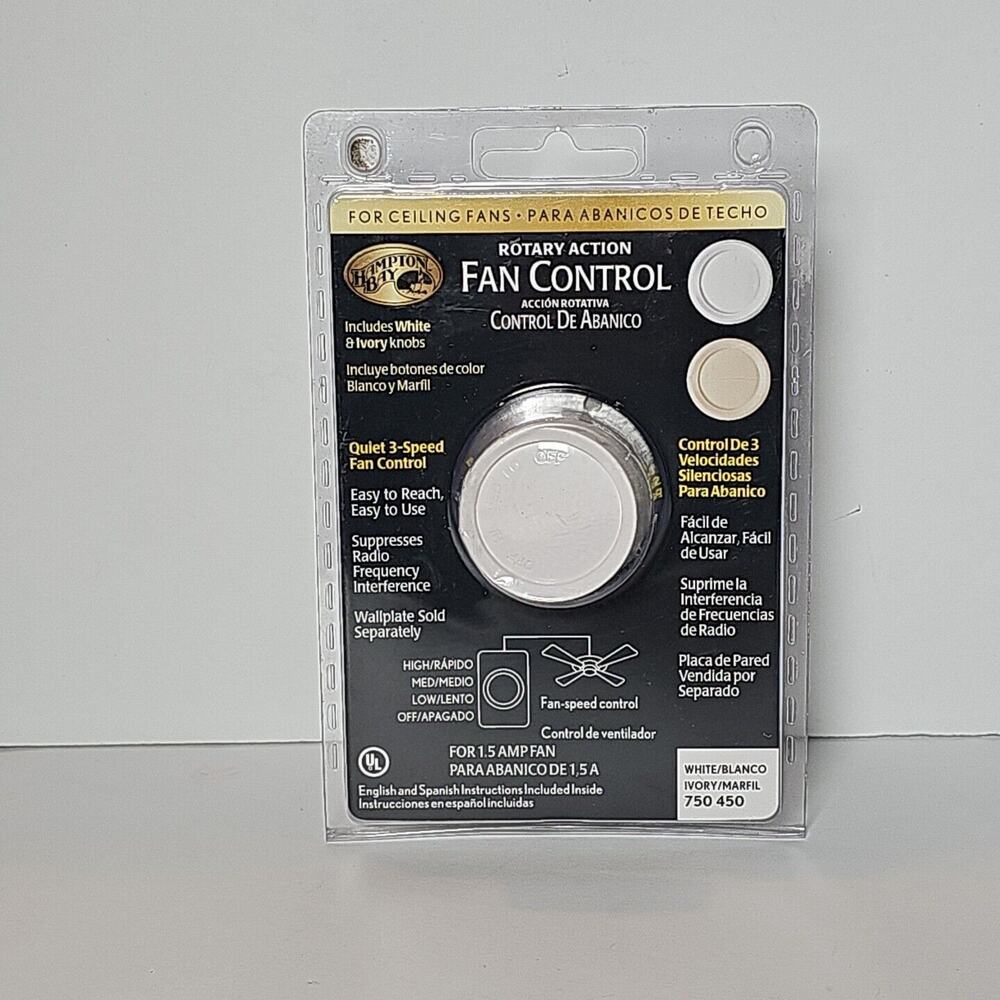 FOR CEILING FANS • PARA ABANICOS DE TECHO
HAMPTON
BAY
ROTARY ACTION
FAN CONTROL
ACCIÓN ROTATIVA
CONTROL DE ABANICO
Includes White
& Ivory knobs
Incluye botones de color
Blanco y Marfil
Quiet 3-Speed
Fan Control
Easy to Reach,
Easy to Use
Suppresses
Radio
Frequency
Interference
Wallplate Sold
Separately
OFF
Control De 3
Velocidades
Silenciosas
Para Abanico
Fácil de
Alcanzar, Fácil
de Usar
Suprime la
Interferencia
de Frecuencias
de Radio
Placa de Pared
Vendida por
Separado
HIGH/RÁPIDO
MED/MEDIO
LOW/LENTO
OFF/APAGADO
Fan-speed control
Control de ventilador
UL
FOR 1.5 AMP FAN
PARA ABANICO DE 1,5 A
English and Spanish Instructions Included Inside
Instrucciones en español incluidas
WHITE/BLANCO
IVORY/MARFIL
750 450